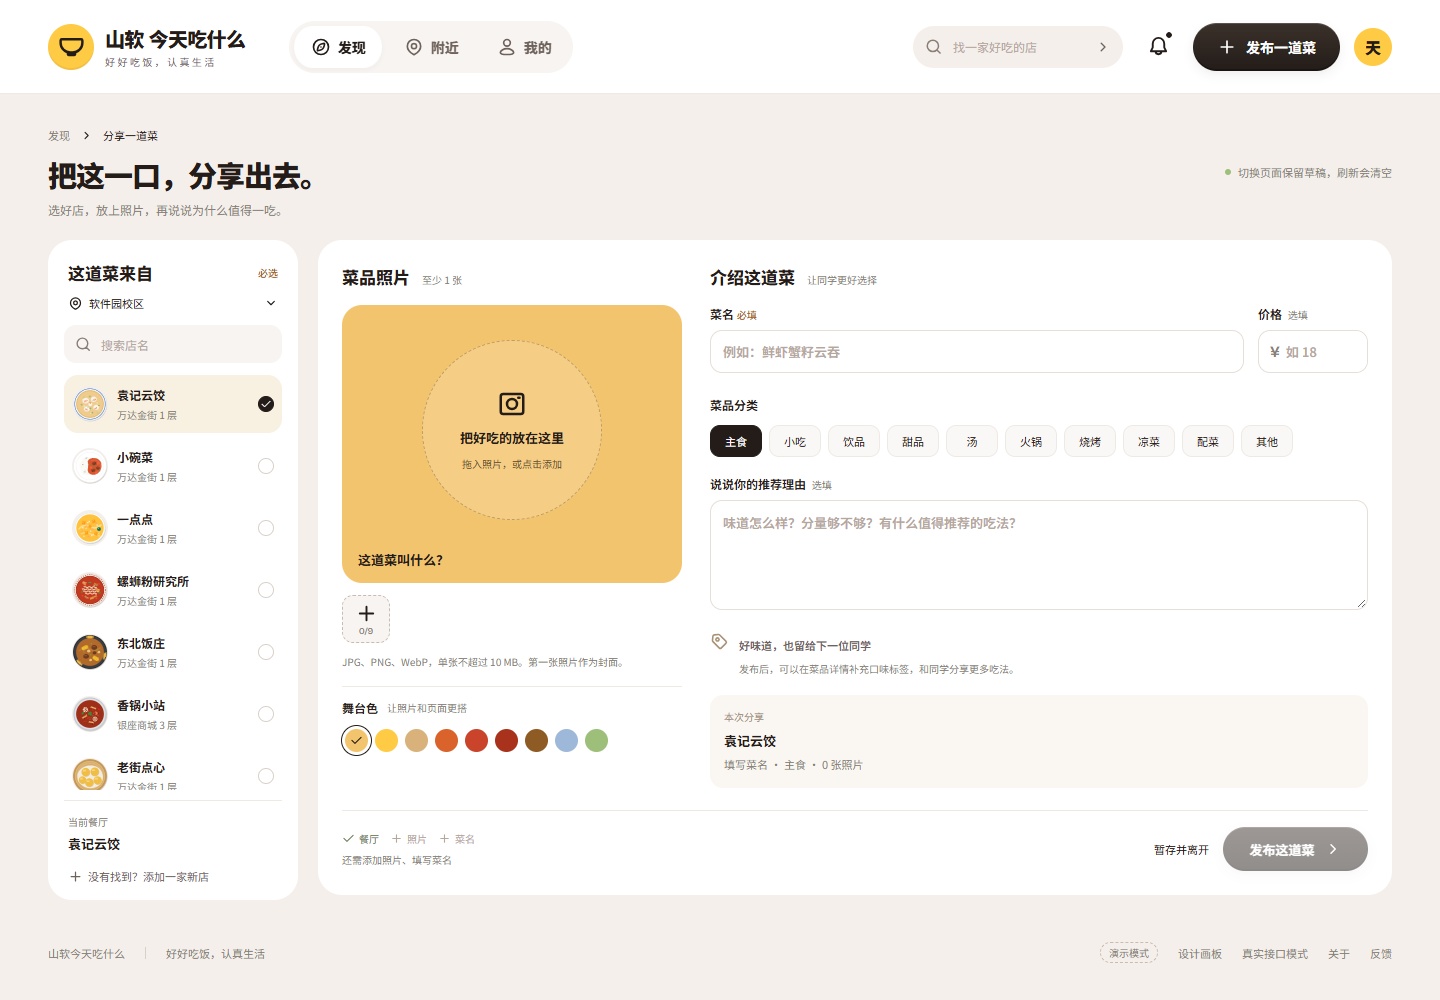 山软 今天吃什么
好好吃饭，认真生活
发现
附近
我的
找一家好吃的店
发布一道菜
天
发现
分享一道菜
把这一口，分享出去。
选好店，放上照片，再说说为什么值得一吃。
切换页面保留草稿，刷新会清空
这道菜来自
必选
软件园校区
搜索店名
袁记云饺
万达金街 1 层
小碗菜
万达金街 1 层
一点点
万达金街 1 层
螺蛳粉研究所
万达金街 1 层
东北饭庄
万达金街 1 层
香锅小站
银座商城 3 层
老街点心
万达金街 1 层
当前餐厅
袁记云饺
没有找到？添加一家新店
菜品照片 至少 1 张
把好吃的放在这里
拖入照片，或点击添加
这道菜叫什么？
0/9
JPG、PNG、WebP，单张不超过 10 MB。第一张照片作为封面。
舞台色 让照片和页面更搭
介绍这道菜 让同学更好选择
菜名 必填
例如：鲜虾蟹籽云吞
价格 选填
¥ 如 18
菜品分类
主食 小吃 饮品 甜品 汤 火锅 烧烤 凉菜 配菜 其他
说说你的推荐理由 选填
味道怎么样？分量够不够？有什么值得推荐的吃法？
好味道，也留给下一位同学
发布后，可以在菜品详情补充口味标签，和同学分享更多吃法。
本次分享
袁记云饺
填写菜名 · 主食 · 0 张照片
餐厅 照片 菜名
还需添加照片、填写菜名
暂存并离开
发布这道菜
山软今天吃什么
好好吃饭，认真生活
演示模式
设计画板
真实接口模式
关于
反馈